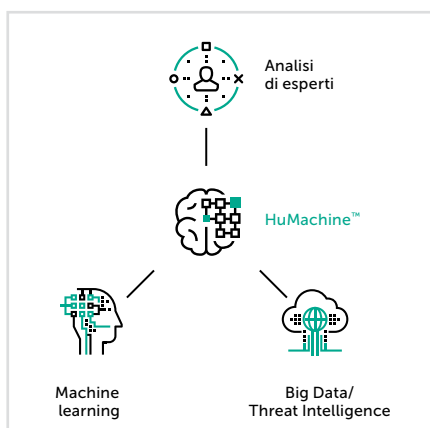 Analisi
di esperti
HuMachine™
Machine
learning
Big Data/
Threat Intelligence